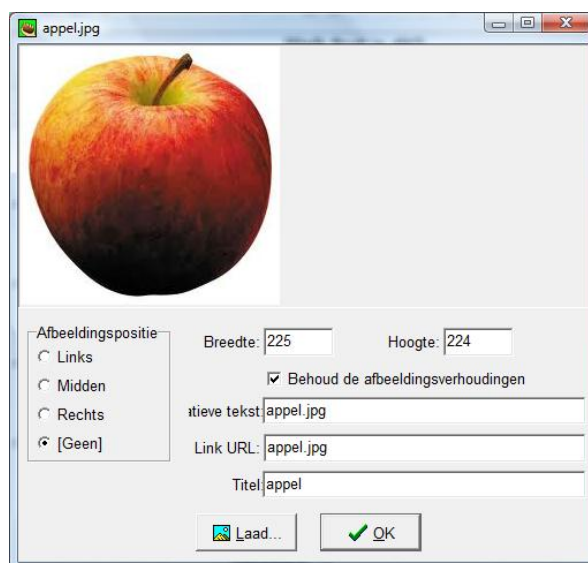 appel.jpg
Afbeeldingspositie
Links
Midden
Rechts
[Geen]
Breedte: 225 Hoogte: 224
Behoud de afbeeldingsverhoudingen
atieve tekst: appel.jpg
Link URL: appel.jpg
Titel: appel
Laad... OK